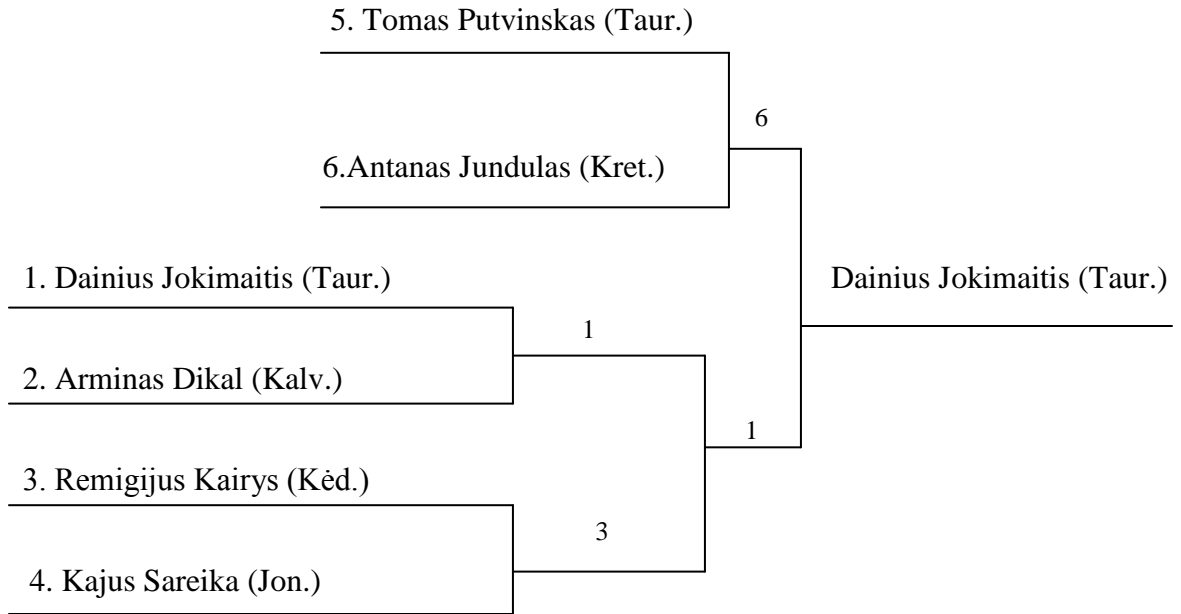 5. Tomas Putvinskas (Taur.)
6
6.Antanas Jundulas (Kret.)
1. Dainius Jokimaitis (Taur.)
Dainius Jokimaitis (Taur.)
1
2. Arminas Dikal (Kalv.)
1
3. Remigijus Kairys (Kėd.)
3
4. Kajus Sareika (Jon.)